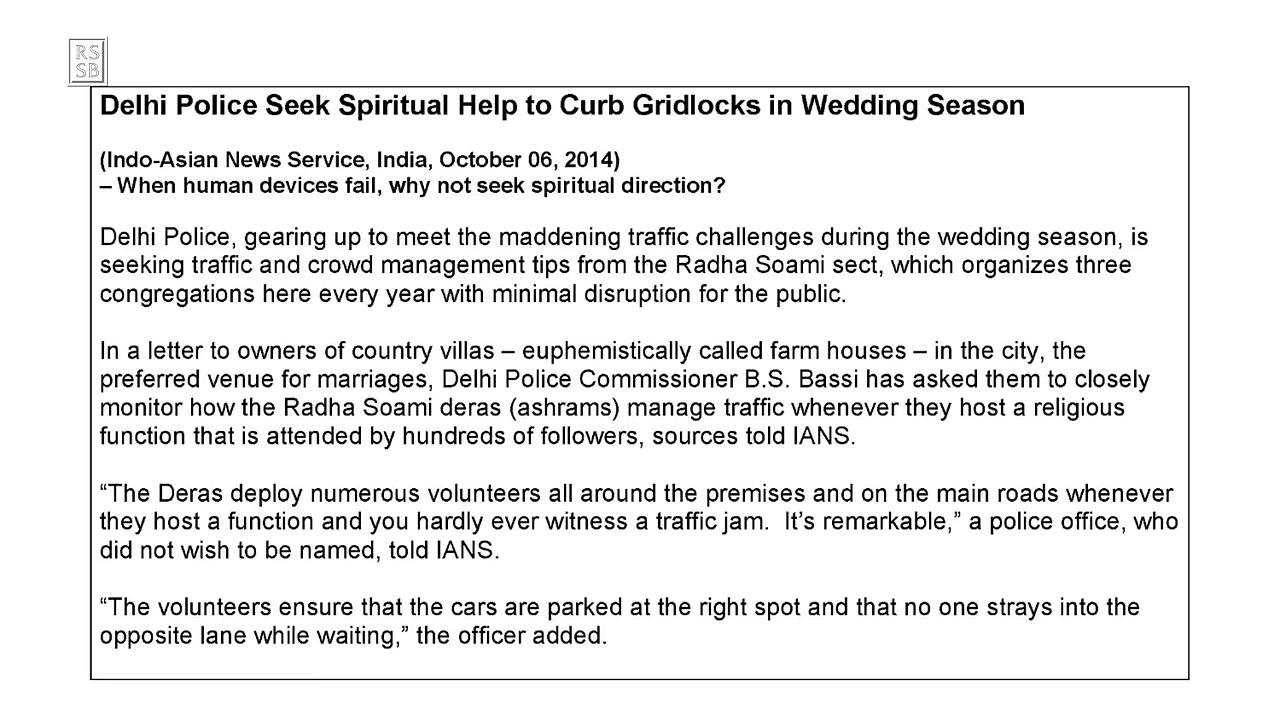 RS
SB
Delhi Police Seek Spiritual Help to Curb Gridlocks in Wedding Season
(Indo-Asian News Service, India, October 06, 2014)
– When human devices fail, why not seek spiritual direction?
Delhi Police, gearing up to meet the maddening traffic challenges during the wedding season, is
seeking traffic and crowd management tips from the Radha Soami sect, which organizes three
congregations here every year with minimal disruption for the public.
In a letter to owners of country villas – euphemistically called farm houses – in the city, the
preferred venue for marriages, Delhi Police Commissioner B.S. Bassi has asked them to closely
monitor how the Radha Soami deras (ashrams) manage traffic whenever they host a religious
function that is attended by hundreds of followers, sources told IANS.
“The Deras deploy numerous volunteers all around the premises and on the main roads whenever
they host a function and you hardly ever witness a traffic jam.  It’s remarkable,” a police office, who
did not wish to be named, told IANS.
“The volunteers ensure that the cars are parked at the right spot and that no one strays into the
opposite lane while waiting,” the officer added.